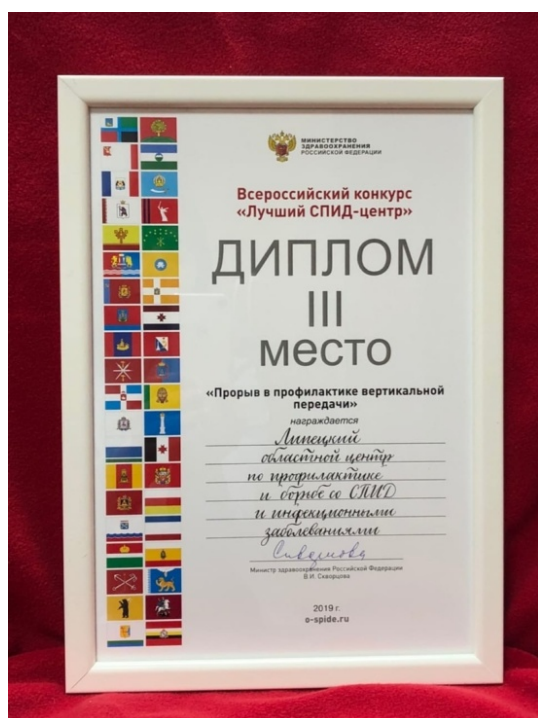 МИНИСТЕРСТВО
ЗДРАВООХРАНЕНИЯ
РОССИЙСКОЙ ФЕДЕРАЦИИ
Всероссийский конкурс
«Лучший СПИД-центр»
ДИПЛОМ
III
место
«Прорыв в профилактике вертикальной
передачи»
награждается
Липецкий
областной центр
по профилактике
и борьбе со СПИД
и инфекционными
заболеваниями
Министр здравоохранения Российской Федерации
В.И. Скворцова
2019 г.
o-spide.ru